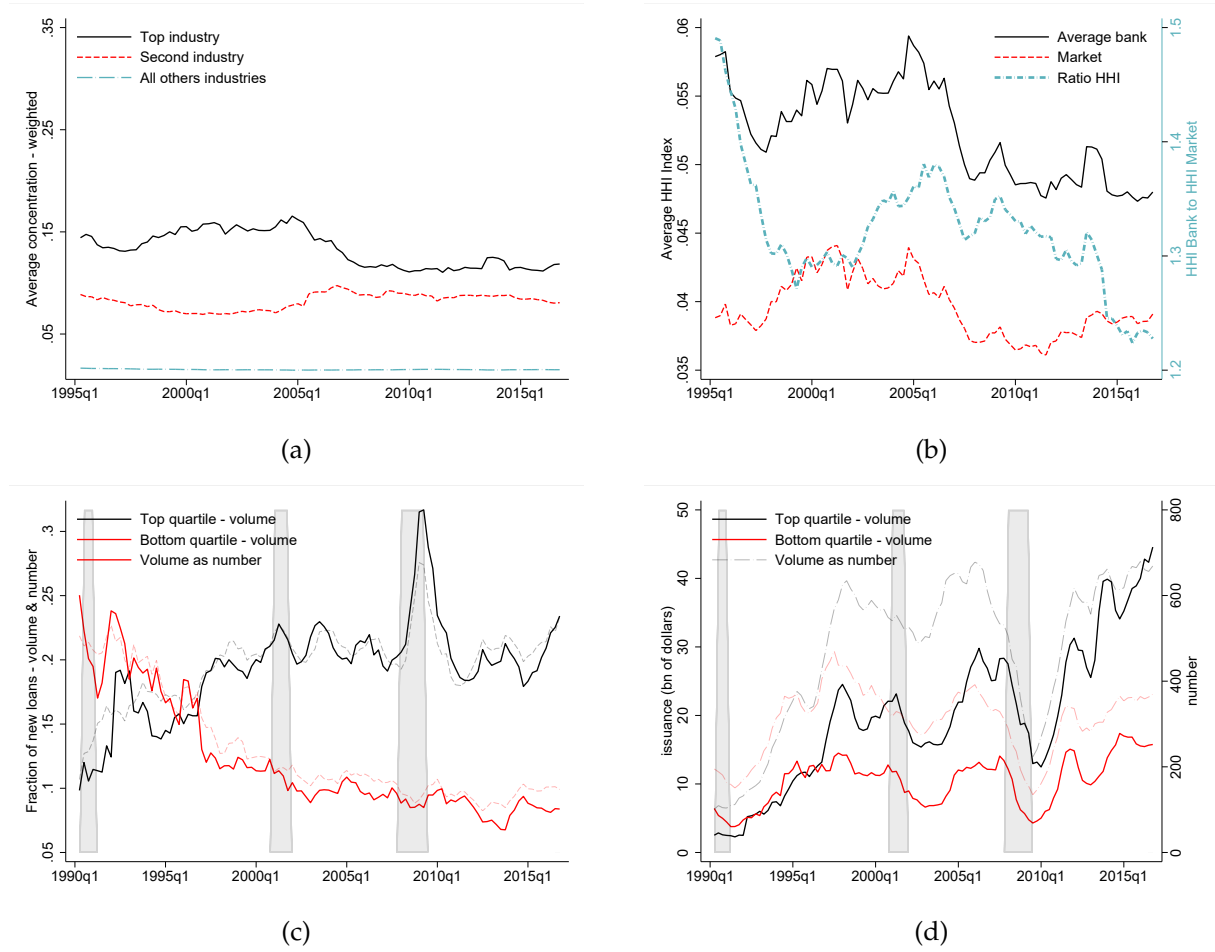 .35
.25
.15
.05
Average concentration - weighted
Top industry
Second industry
All others industries
1995q1 2000q1 2005q1 2010q1 2015q1
(a)
.06
.055
.05
.045
.04
.035
Average HHI Index
Average bank
Market
Ratio HHI
1.5
1.4
1.3
1.2
HHI Bank to HHI Market
1995q1 2000q1 2005q1 2010q1 2015q1
(b)
.3
.25
.2
.15
.1
.05
Fraction of new loans - volume & number
Top quartile - volume
Bottom quartile - volume
Volume as number
1990q1 1995q1 2000q1 2005q1 2010q1 2015q1
(c)
50
40
30
20
10
0
issuance (bn of dollars)
Top quartile - volume
Bottom quartile - volume
Volume as number
800
600
400
200
0
number
1990q1 1995q1 2000q1 2005q1 2010q1 2015q1
(d)